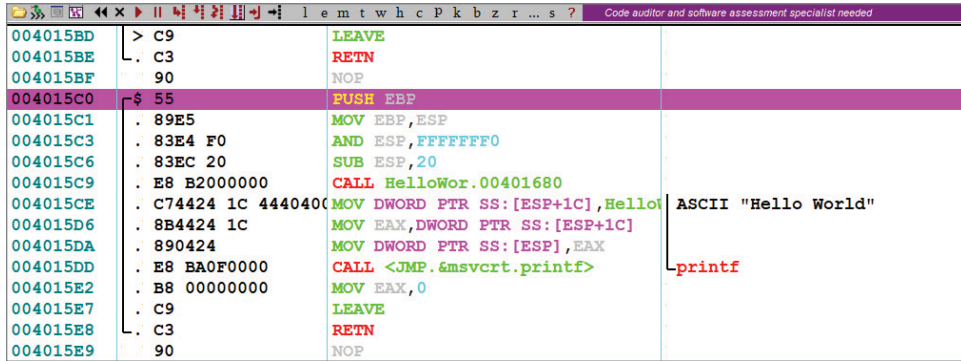 l e m t w h c P k b z r ... s ? Code auditor and software assessment specialist needed
004015BD > C9 LEAVE
004015BE . C3 RETN
004015BF 90 NOP
004015C0 $ 55 PUSH EBP
004015C1 . 89E5 MOV EBP,ESP
004015C3 . 83E4 F0 AND ESP,FFFFFFF0
004015C6 . 83EC 20 SUB ESP,20
004015C9 . E8 B2000000 CALL HelloWor.00401680
004015CE . C74424 1C 4440400 MOV DWORD PTR SS:[ESP+1C],Hello ASCII "Hello World"
004015D6 . 8B4424 1C MOV EAX,DWORD PTR SS:[ESP+1C]
004015DA . 890424 MOV DWORD PTR SS:[ESP],EAX
004015DD . E8 BA0F0000 CALL <JMP.&msvcrt.printf> printf
004015E2 . B8 00000000 MOV EAX,0
004015E7 . C9 LEAVE
004015E8 . C3 RETN
004015E9 90 NOP